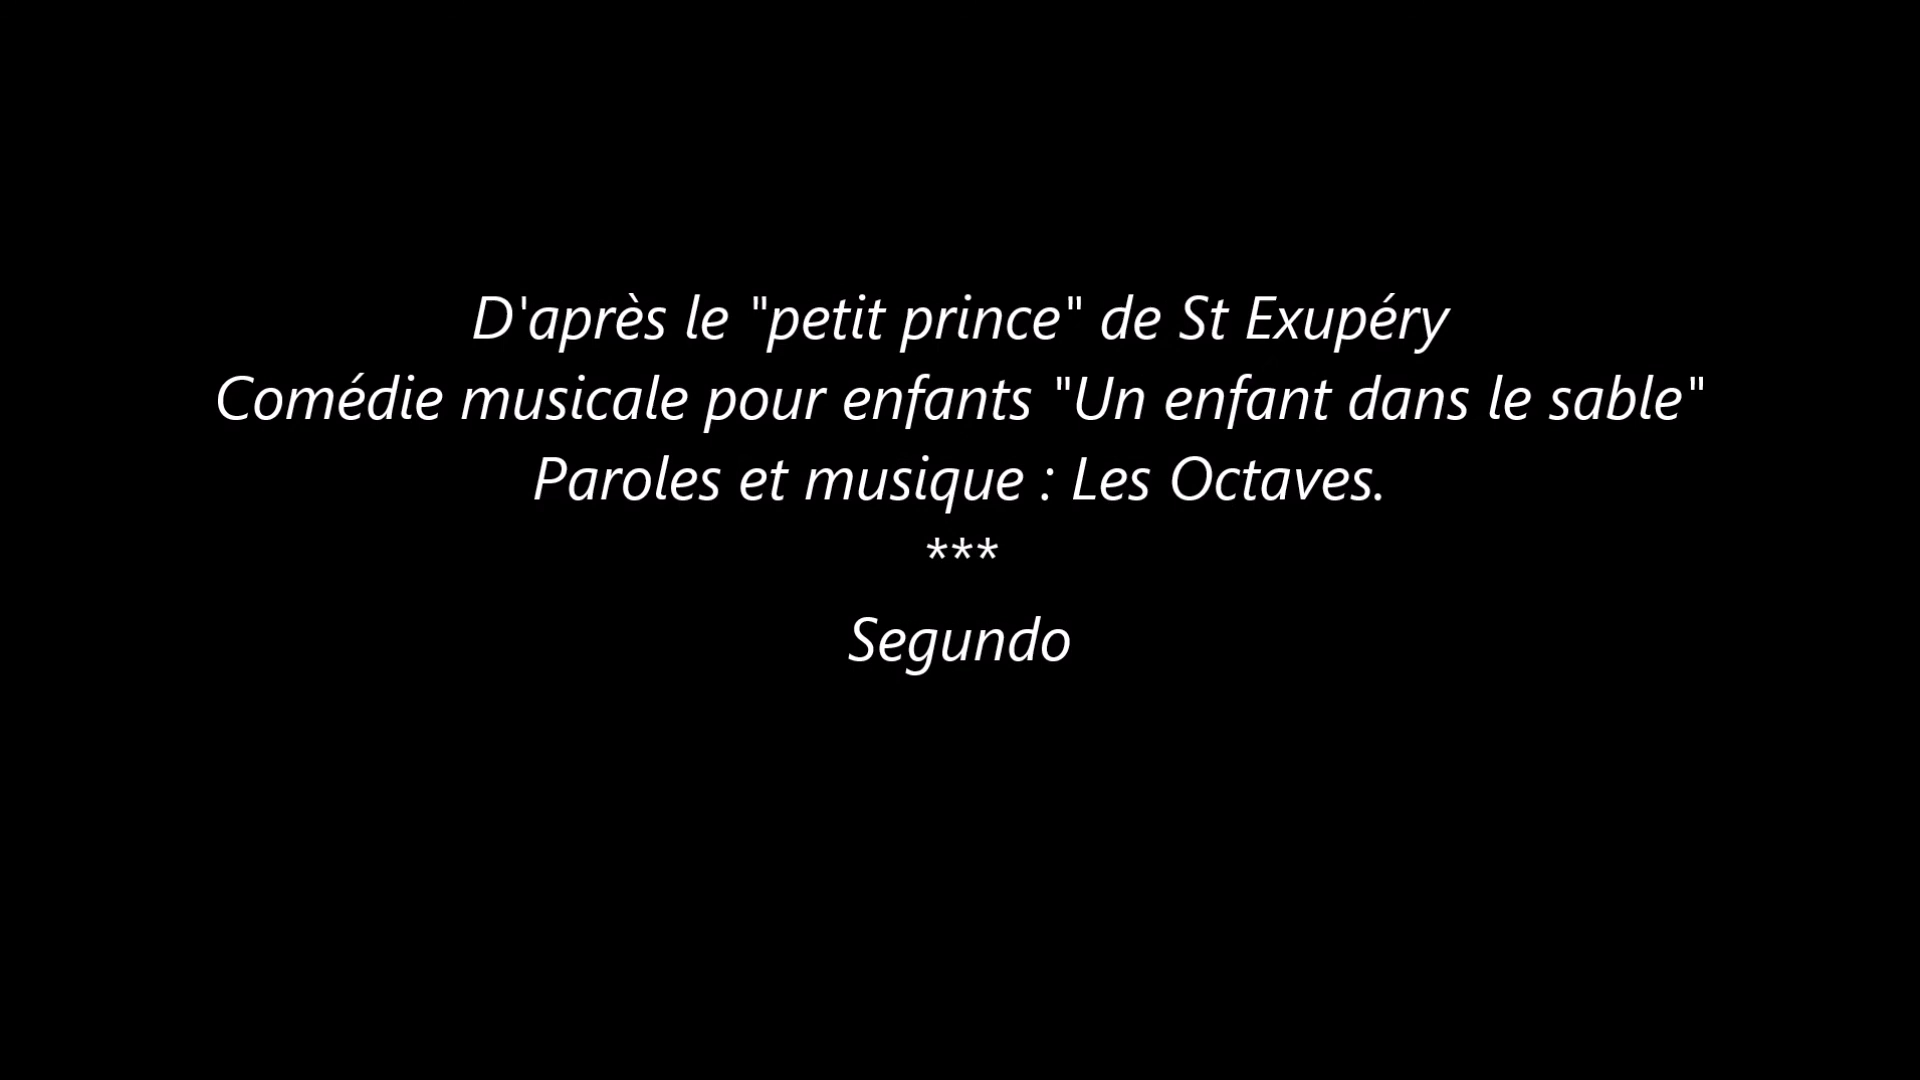 D'après le "petit prince" de St Exupéry
Comédie musicale pour enfants "Un enfant dans le sable"
Paroles et musique : Les Octaves.
***
Segundo